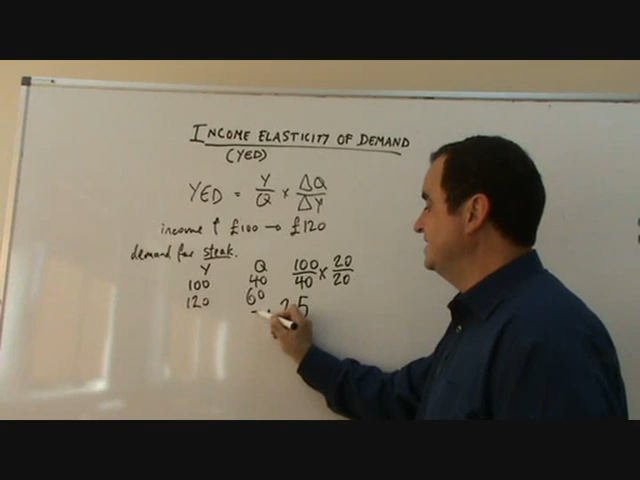 INCOME ELASTICITY OF DEMAND
(YED)
YED = Y/Q × ΔQ/ΔY
income ↑ £100 → £120
demand for steak.
Y Q 100/40 × 20/20
100 40
120 60 2.5